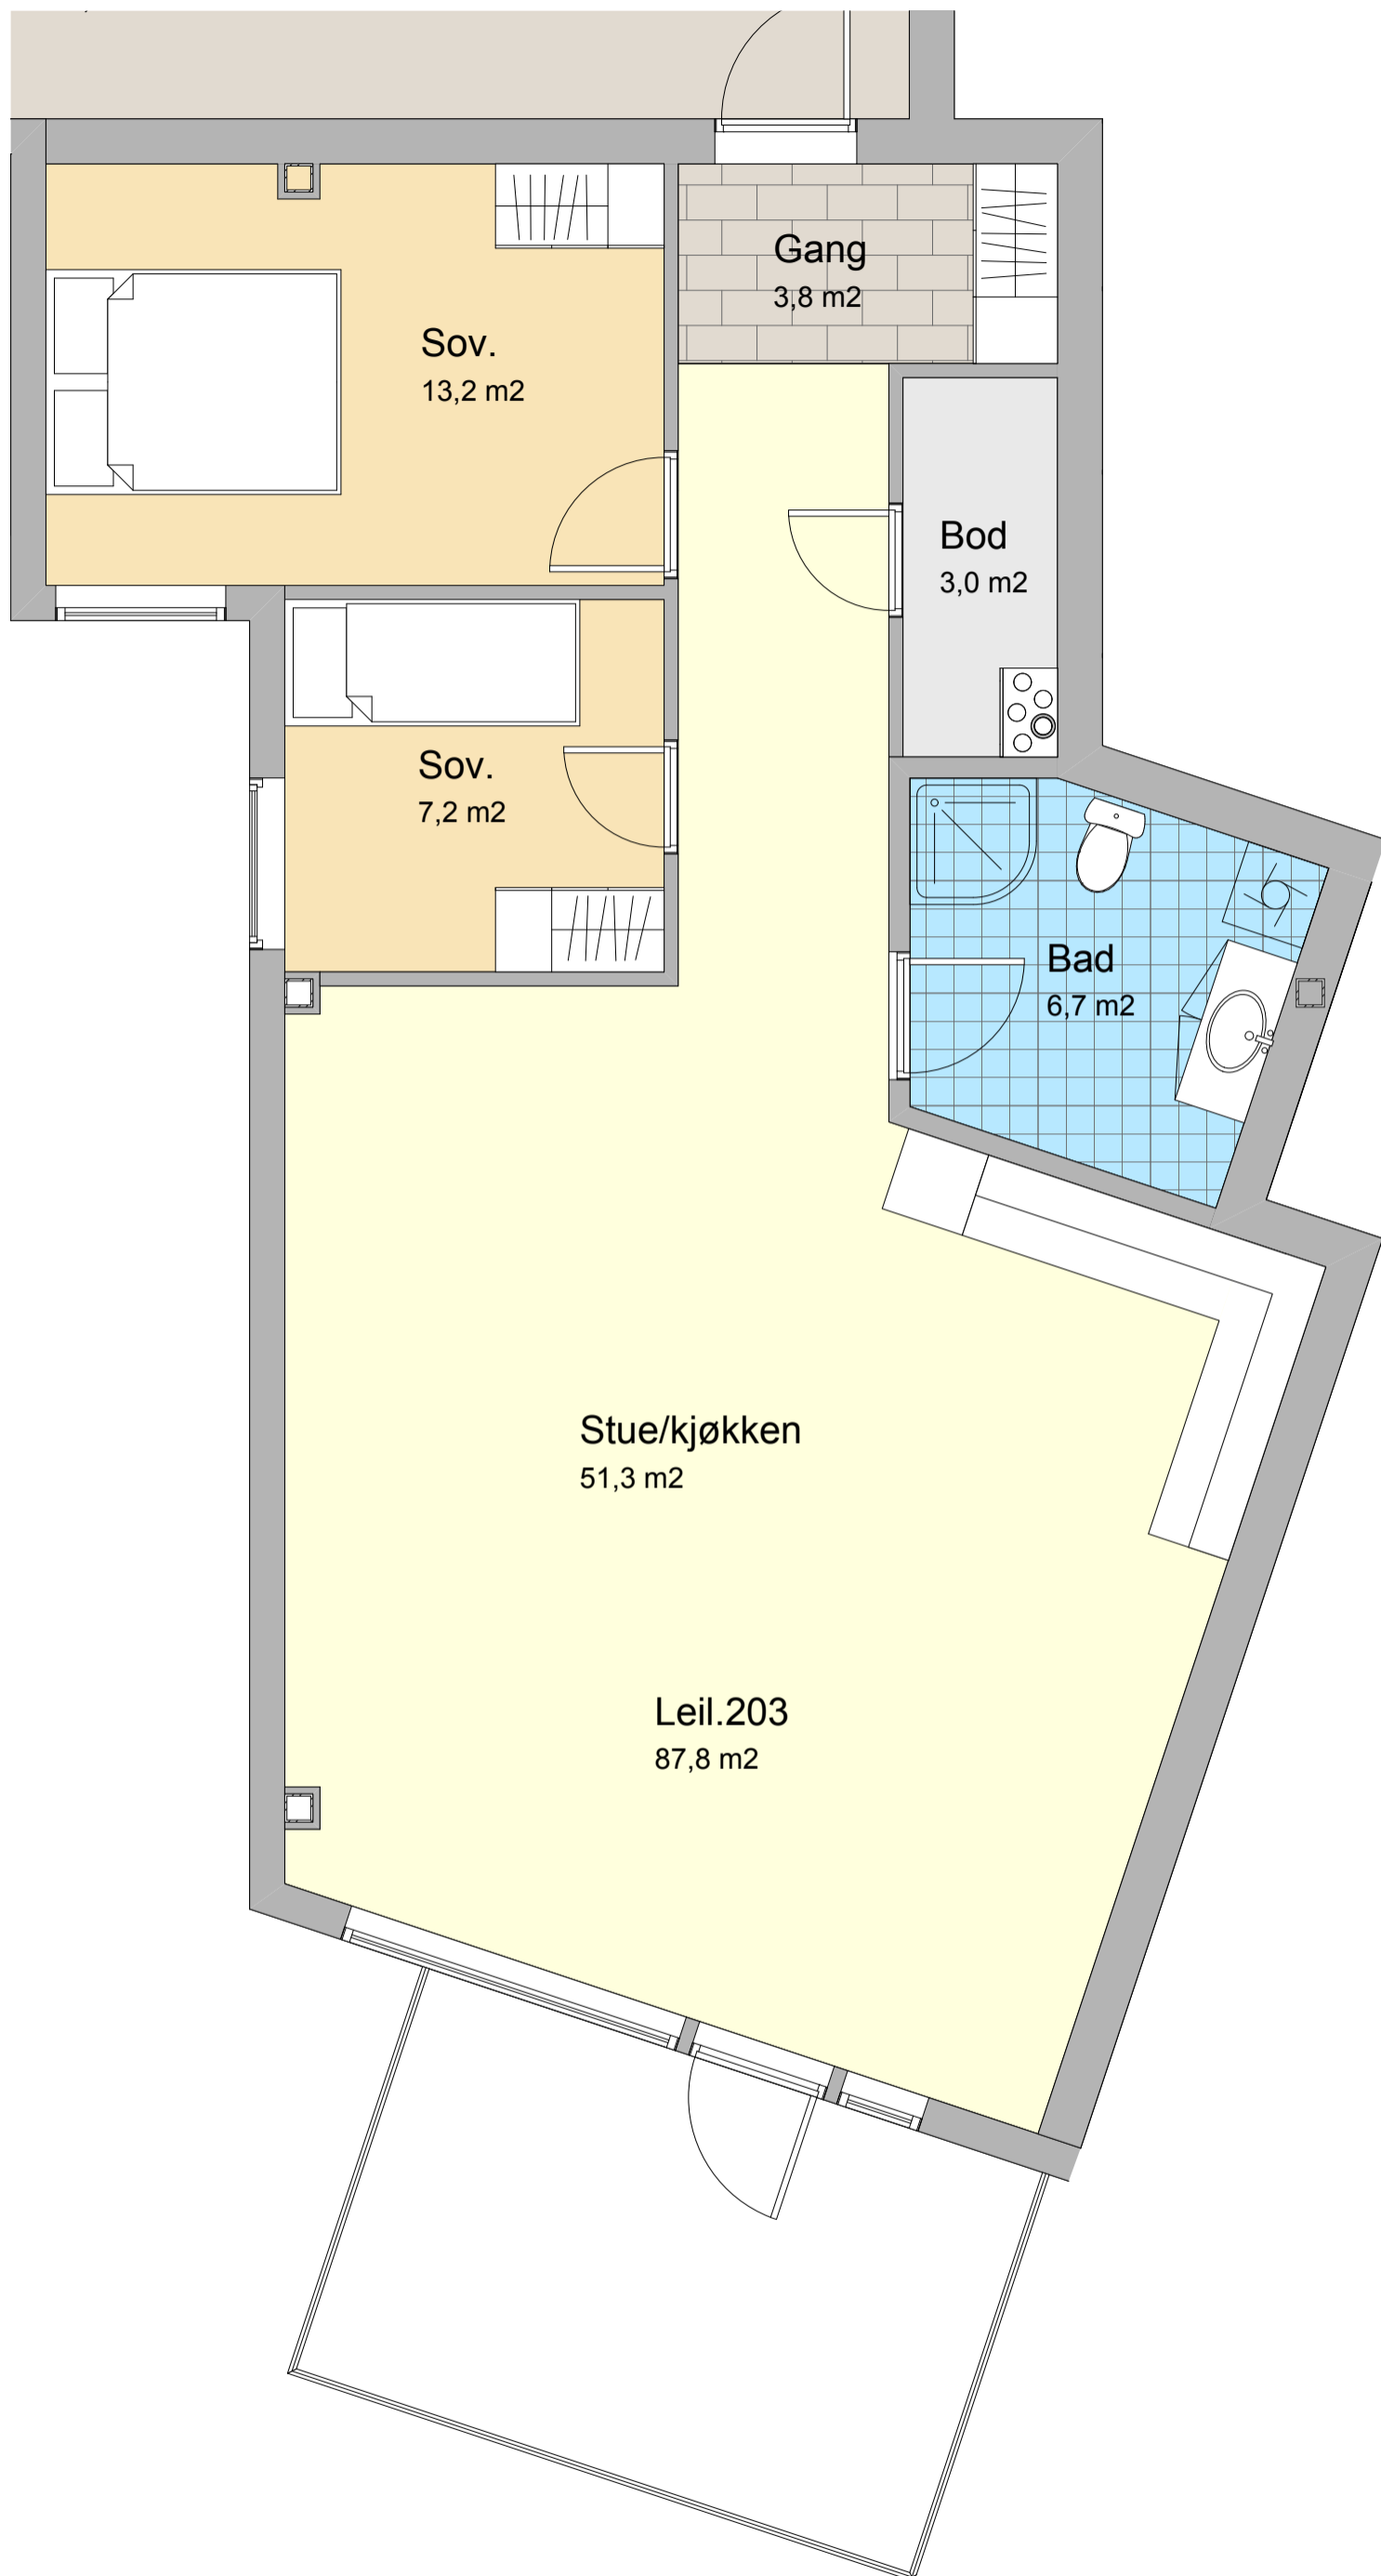 Gang
3,8 m2
Sov.
13,2 m2
Bod
3,0 m2
Sov.
7,2 m2
Bad
6,7 m2
Stue/kjøkken
51,3 m2
Leil.203
87,8 m2